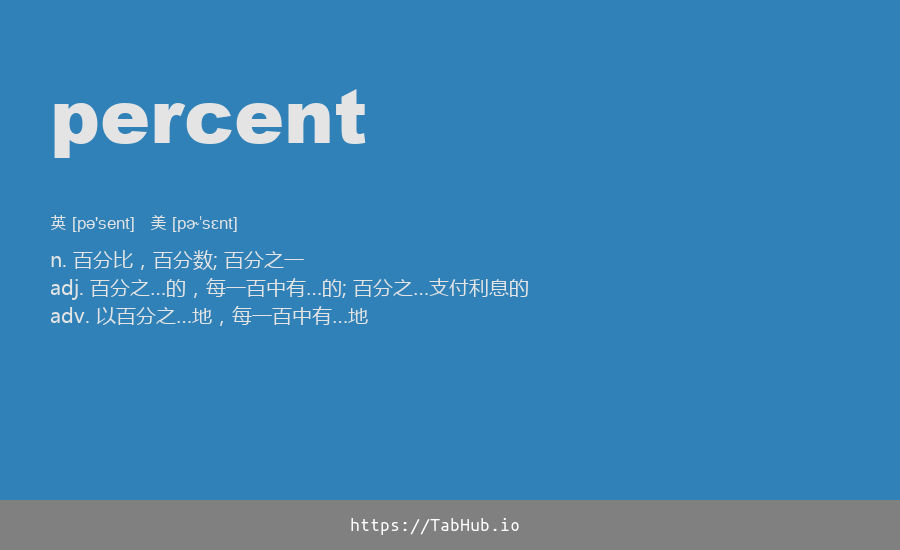 percent
英 [pə'sent] 美 [pɚˈsɛnt]
n. 百分比，百分数; 百分之一
adj. 百分之...的，每一百中有...的; 百分之...支付利息的
adv. 以百分之...地，每一百中有...地
https://TabHub.io